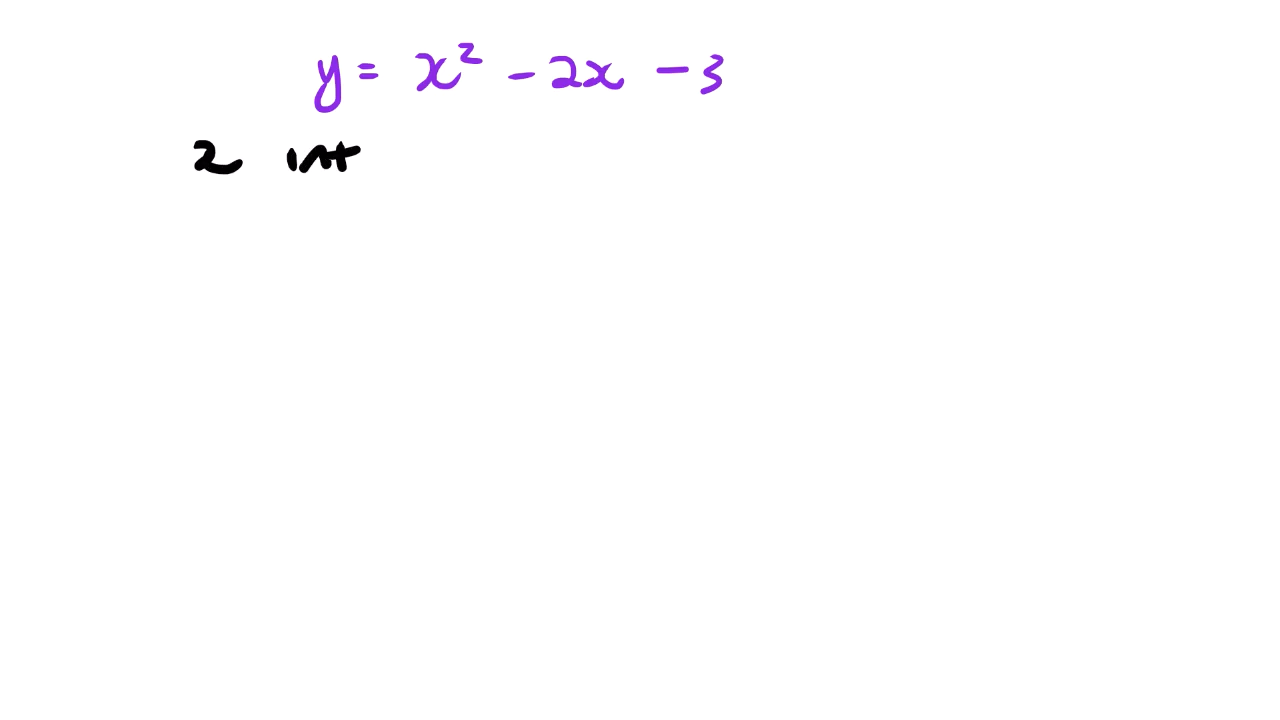 y = x² - 2x - 3
2 int